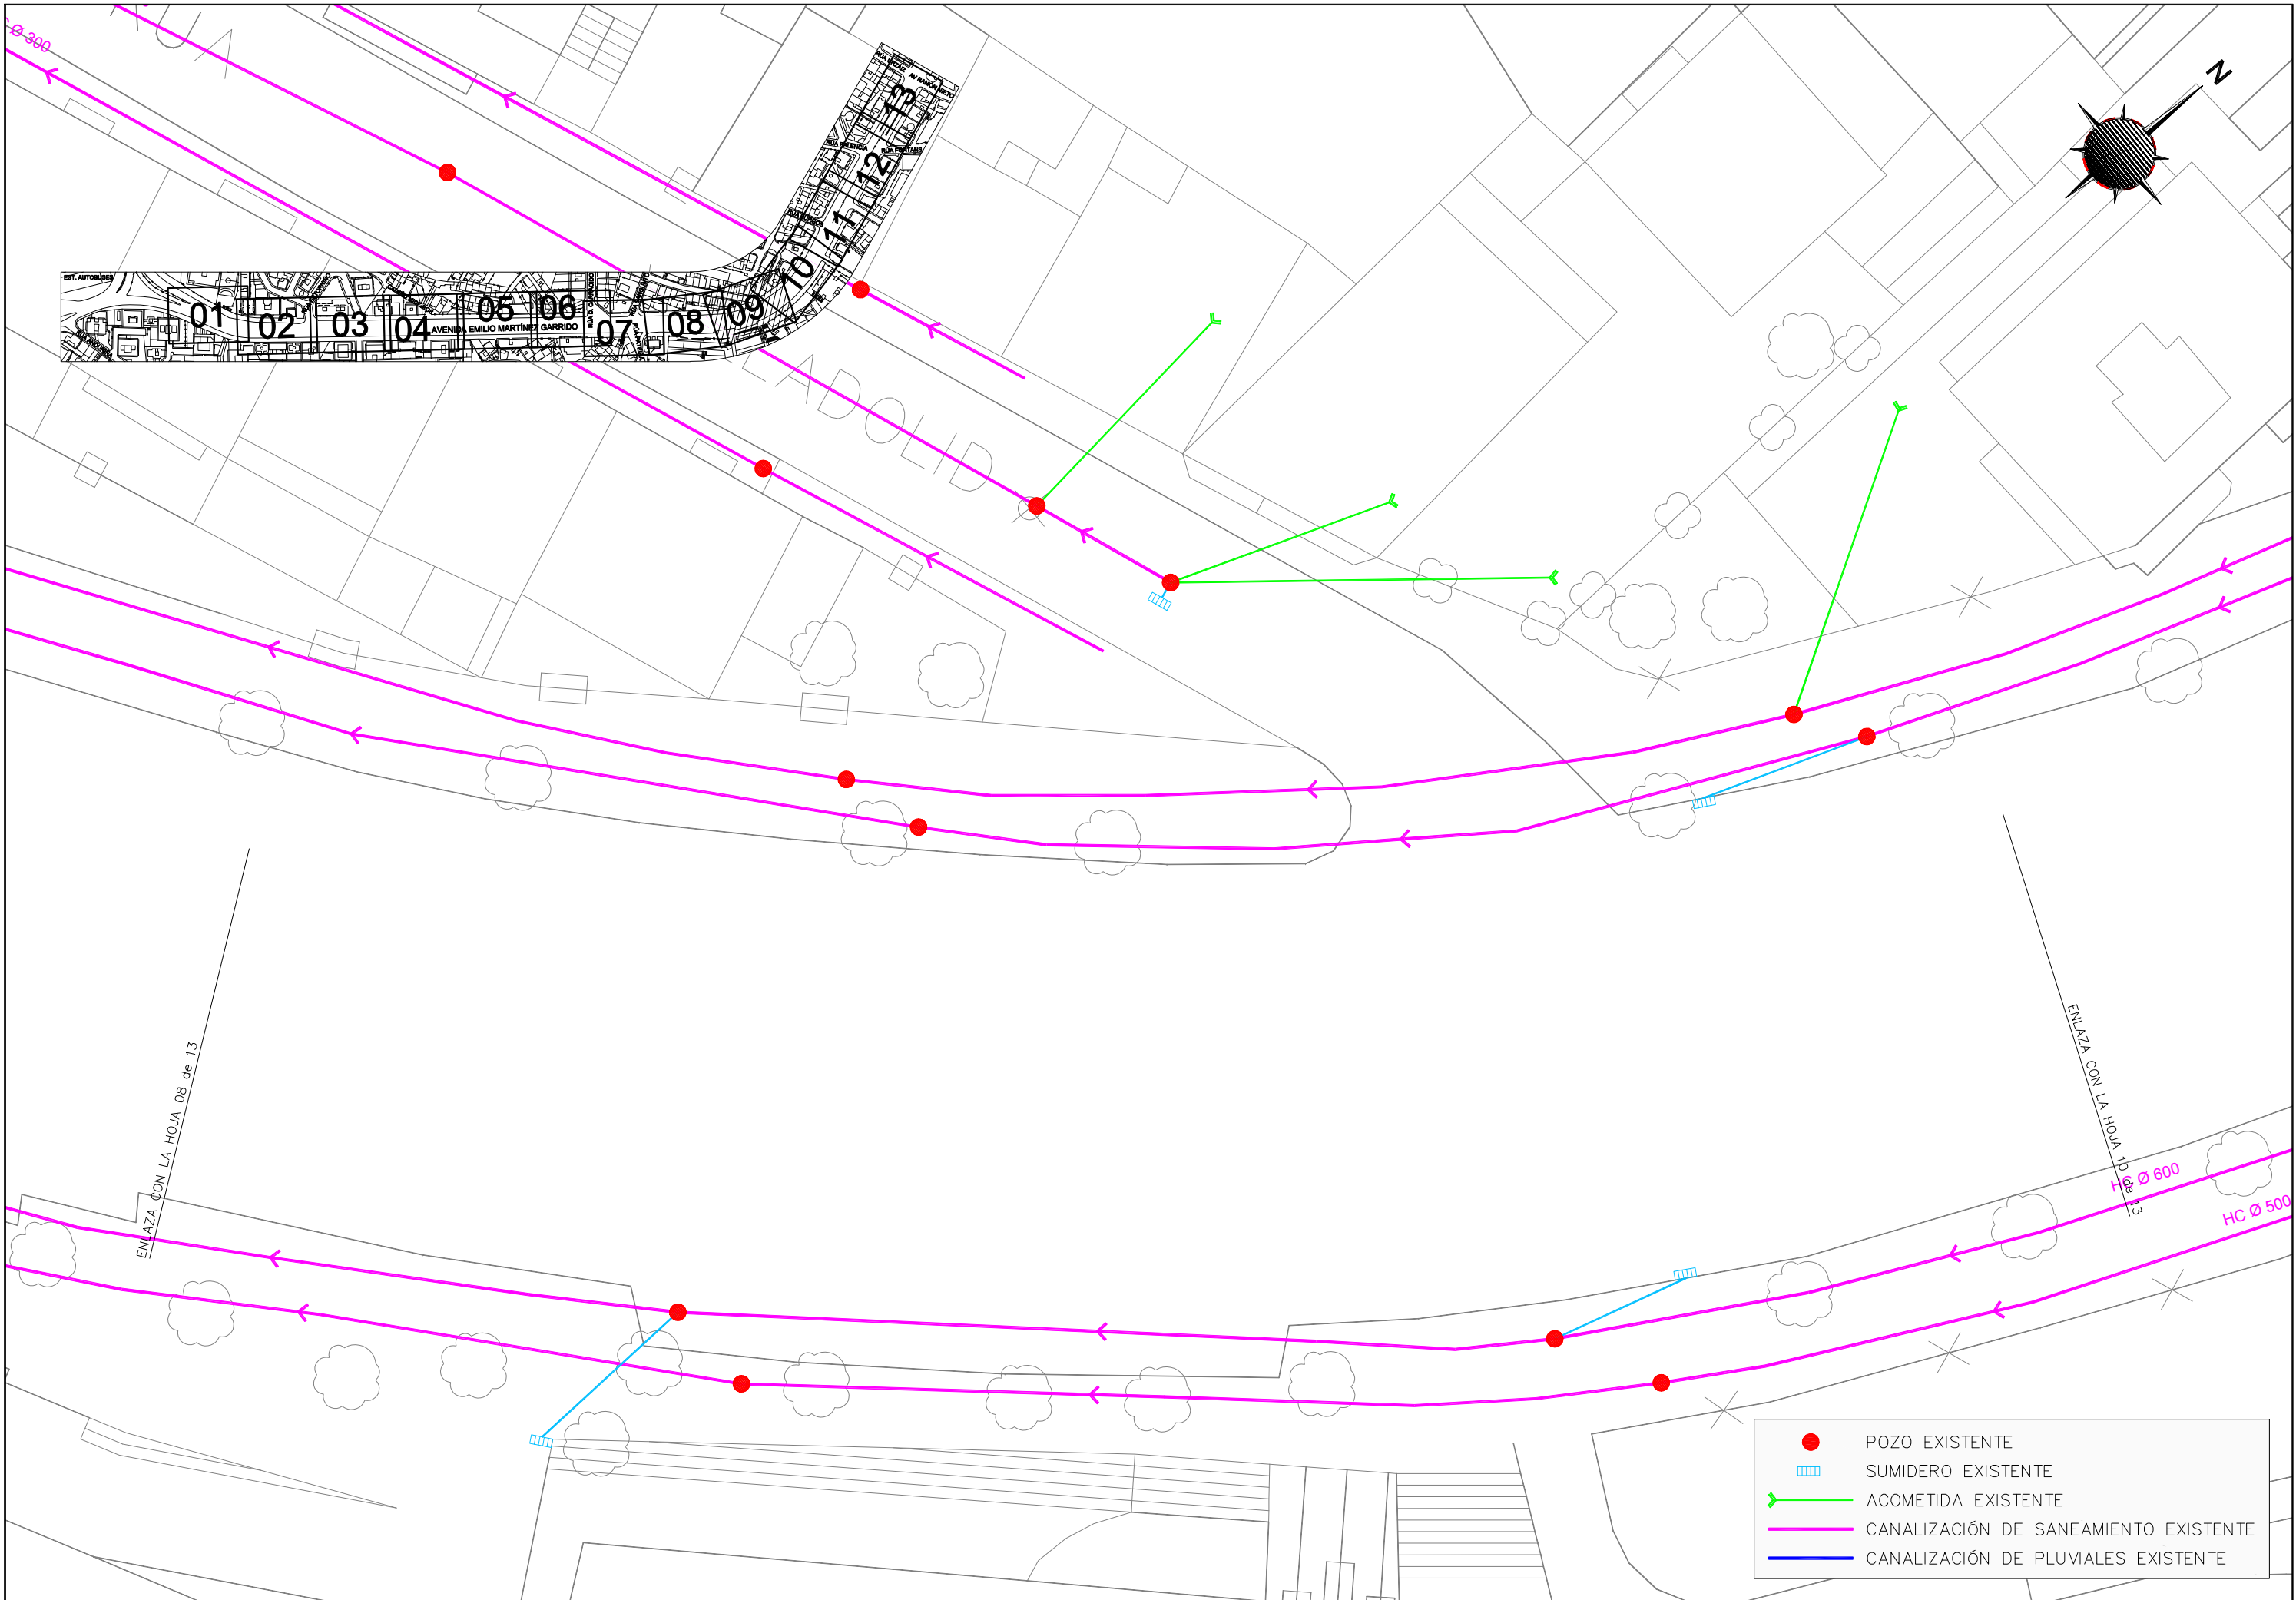 Ø 300
N
RÚA URZÁIZ
AV RAMÓN NIETO
13
RÚA PALENCIA
12
11
10
EST. AUTOBUSES
01
02
03
04
05
06
07
08
09
AVENIDA EMILIO MARTÍNEZ GARRIDO
LADOLID
ENLAZA CON LA HOJA 08 de 13
ENLAZA CON LA HOJA 10 de 13
HC Ø 600
HC Ø 500
POZO EXISTENTE
SUMIDERO EXISTENTE
ACOMETIDA EXISTENTE
CANALIZACIÓN DE SANEAMIENTO EXISTENTE
CANALIZACIÓN DE PLUVIALES EXISTENTE